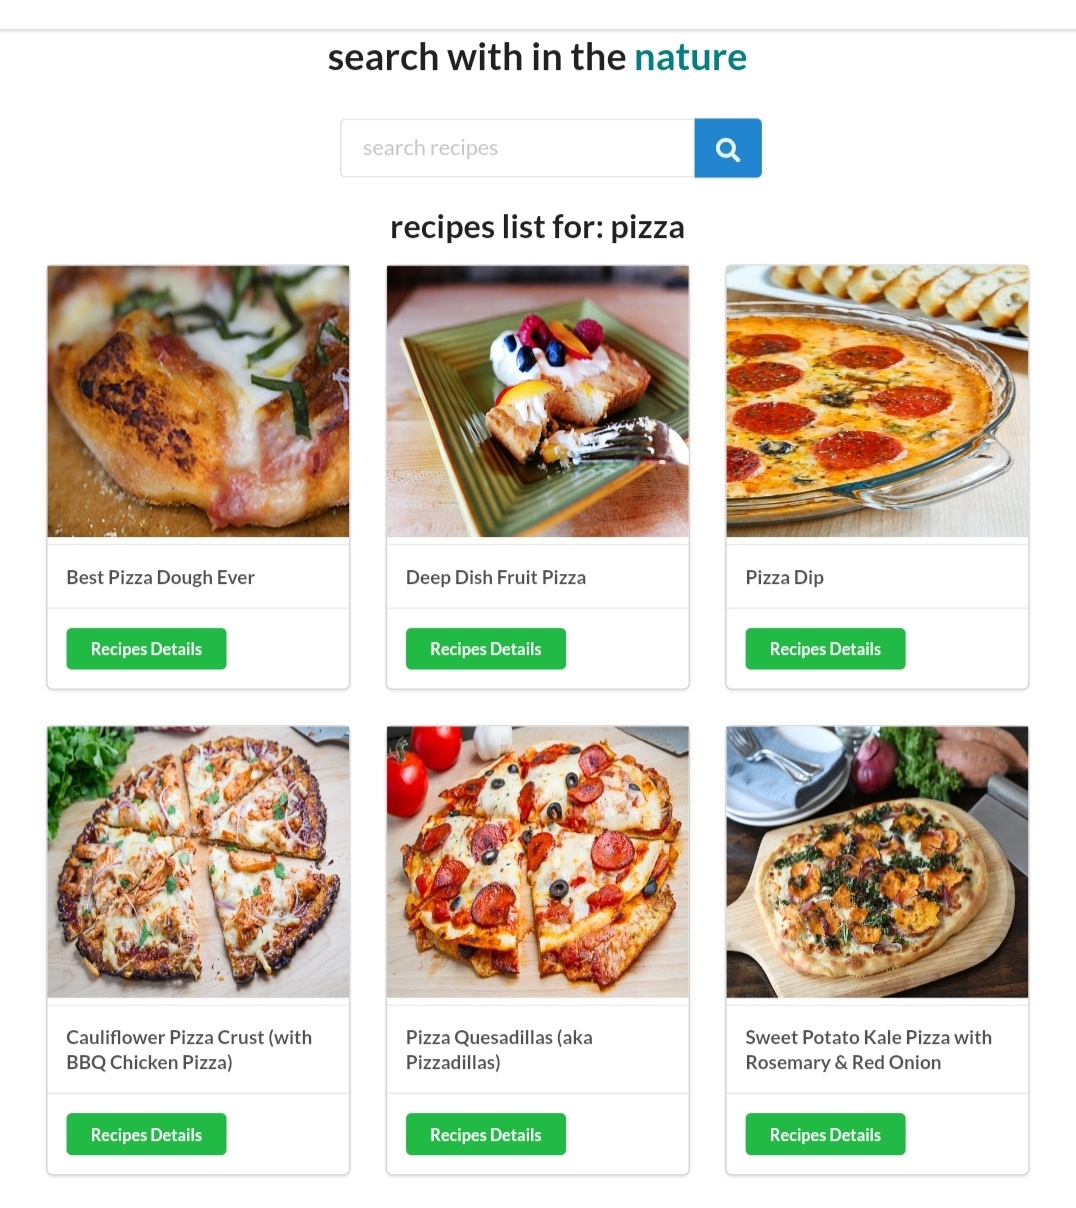 search with in the nature
search recipes
recipes list for: pizza
Best Pizza Dough Ever
Recipes Details
Deep Dish Fruit Pizza
Recipes Details
Pizza Dip
Recipes Details
Cauliflower Pizza Crust (with
BBQ Chicken Pizza)
Recipes Details
Pizza Quesadillas (aka
Pizzadillas)
Recipes Details
Sweet Potato Kale Pizza with
Rosemary & Red Onion
Recipes Details